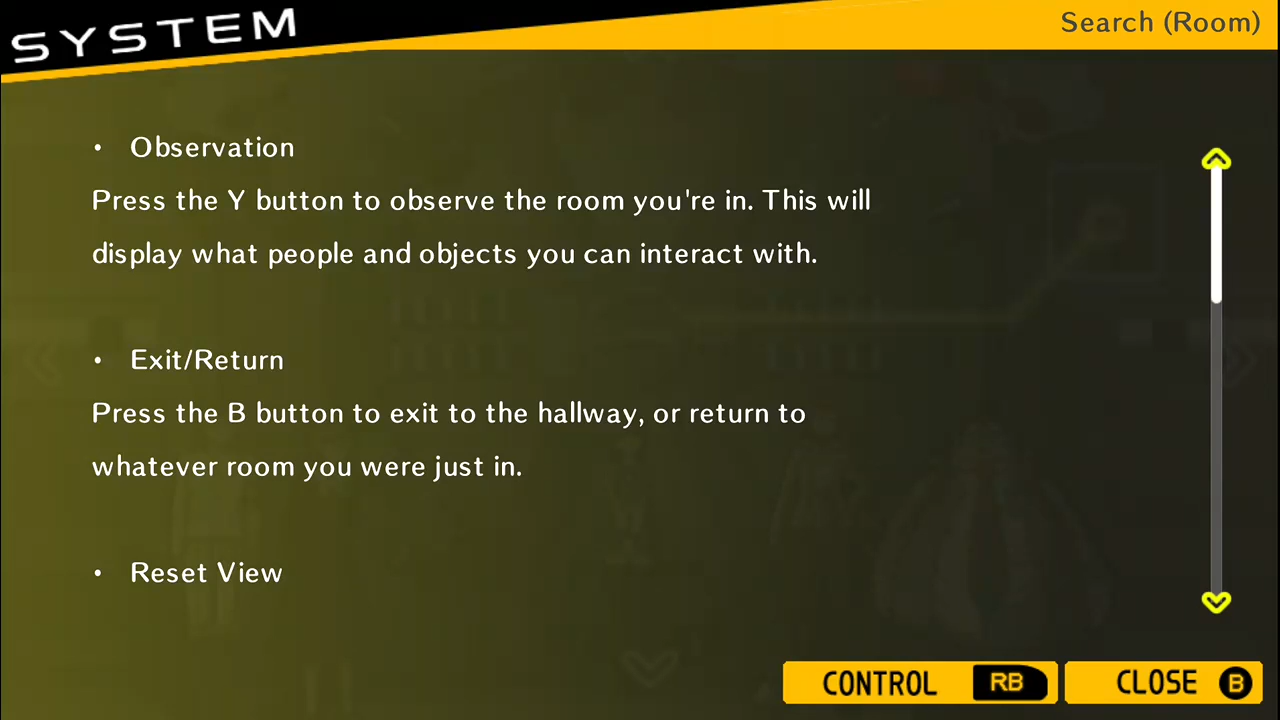 SYSTEM
Search (Room)
• Observation
Press the Y button to observe the room you're in. This will
display what people and objects you can interact with.
• Exit/Return
Press the B button to exit to the hallway, or return to
whatever room you were just in.
• Reset View
CONTROL RB
CLOSE B